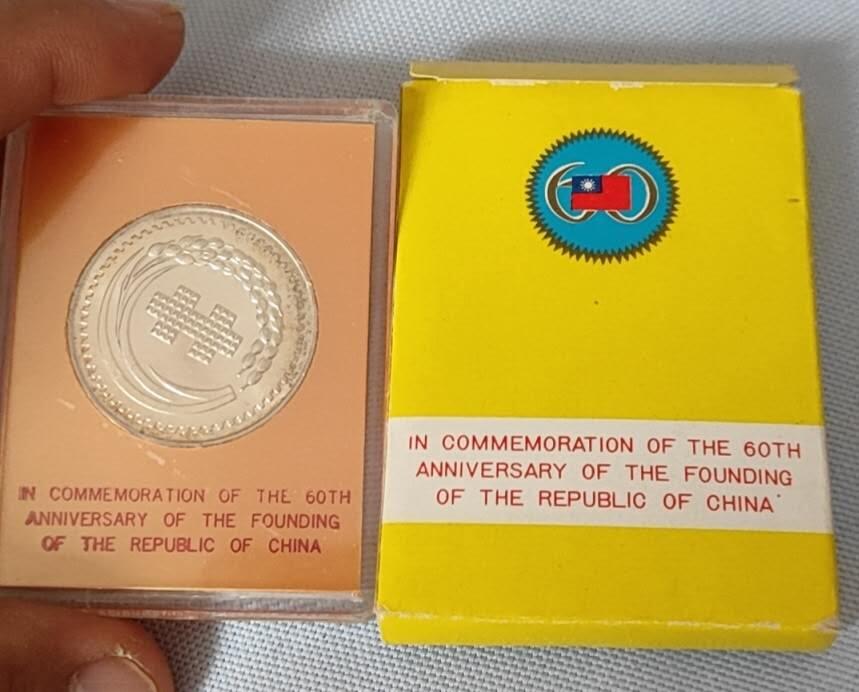 IN COMMEMORATION OF THE 60TH
ANNIVERSARY OF THE FOUNDING
OF THE REPUBLIC OF CHINA
60
IN COMMEMORATION OF THE 60TH
ANNIVERSARY OF THE FOUNDING
OF THE REPUBLIC OF CHINA